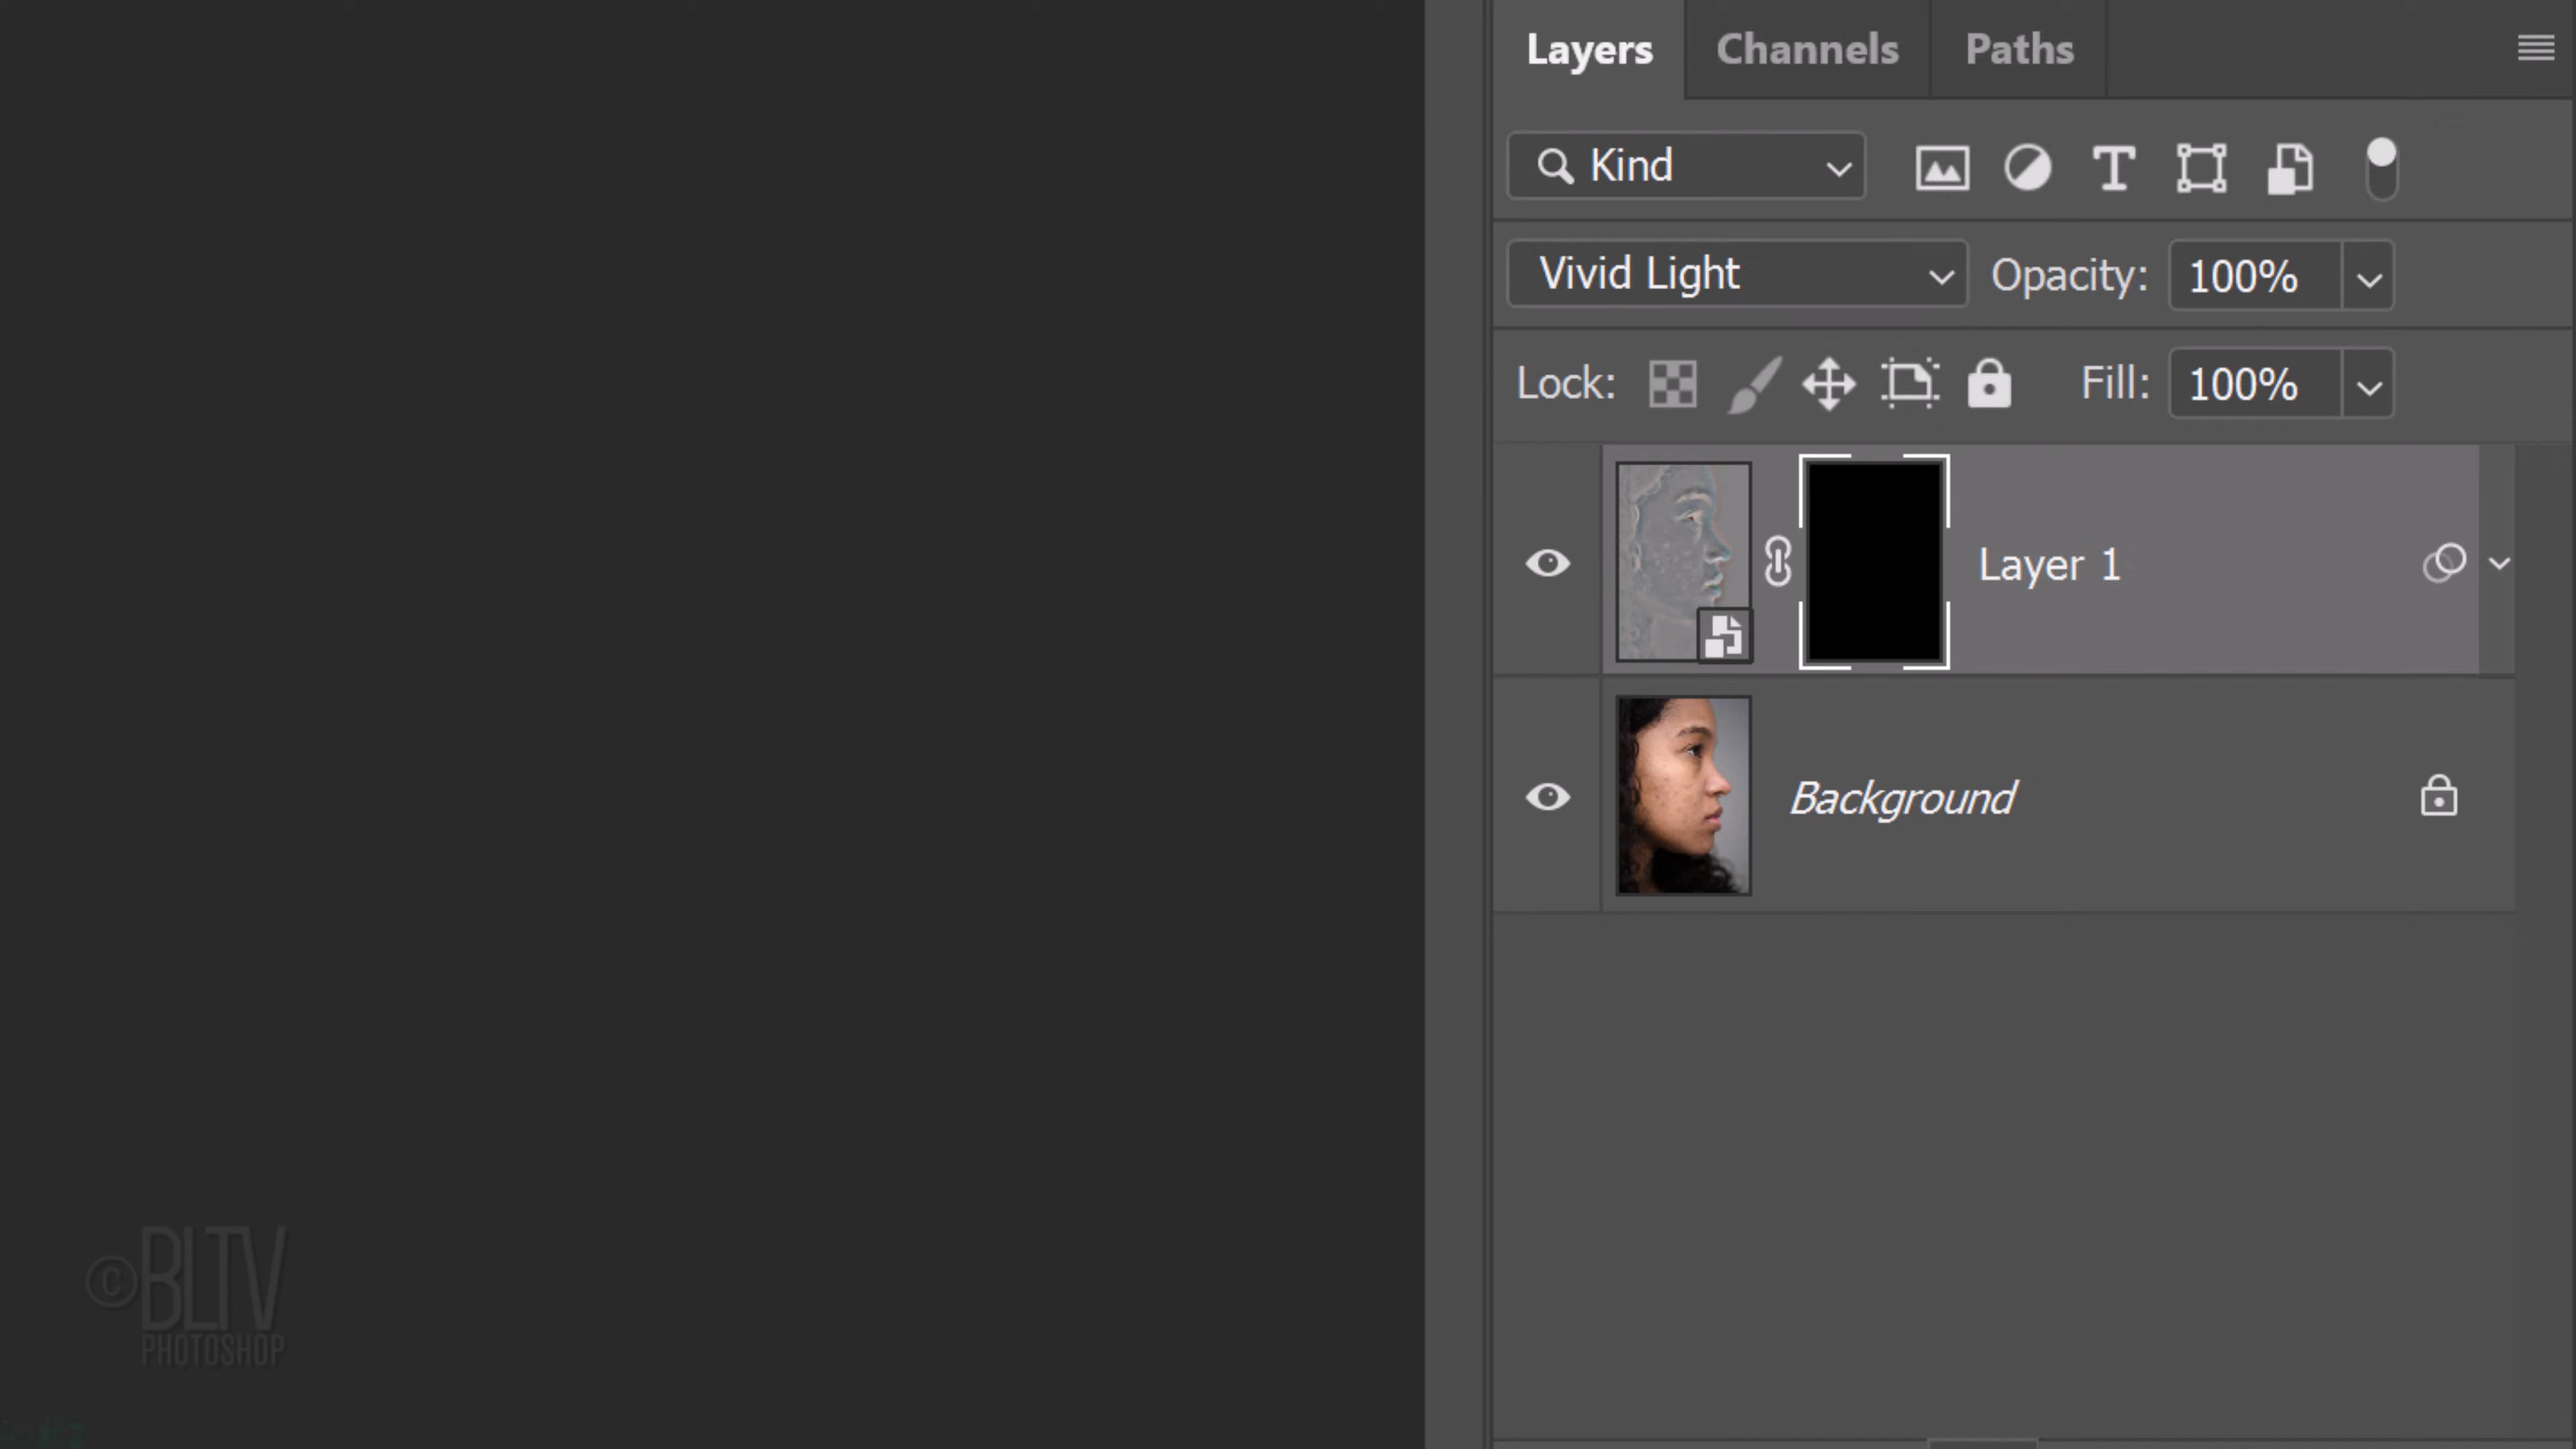 Layers Channels Paths
Kind
Vivid Light Opacity: 100%
Lock: Fill: 100%
Layer 1
Background
©BLTV
PHOTOSHOP